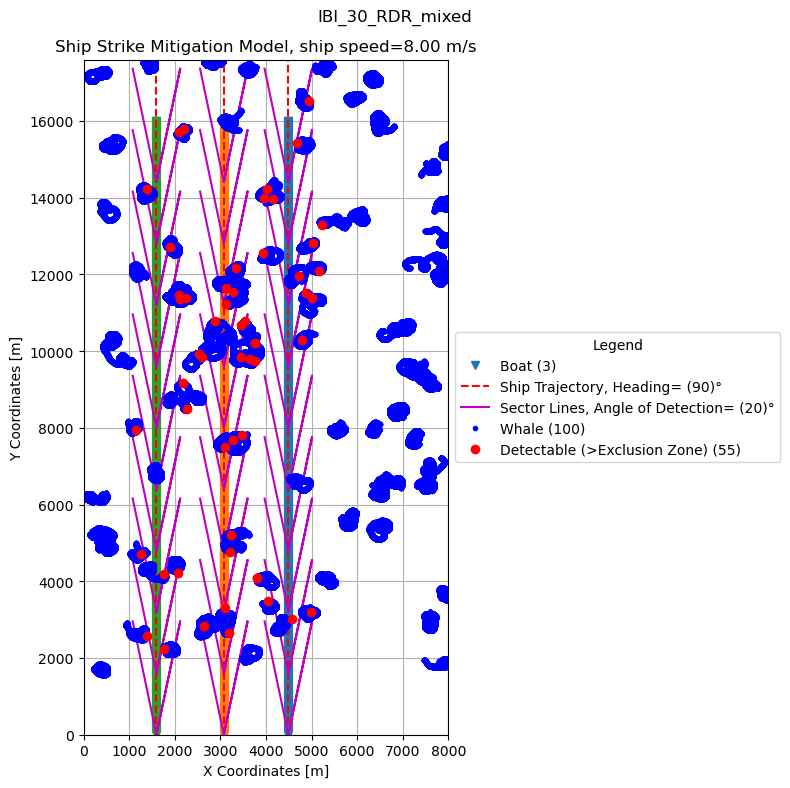 IBI_30_RDR_mixed
Ship Strike Mitigation Model, ship speed=8.00 m/s
16000
14000
12000
10000
8000
6000
4000
2000
0
Y Coordinates [m]
0 1000 2000 3000 4000 5000 6000 7000 8000
X Coordinates [m]
Legend
Boat (3)
Ship Trajectory, Heading= (90)°
Sector Lines, Angle of Detection= (20)°
Whale (100)
Detectable (>Exclusion Zone) (55)